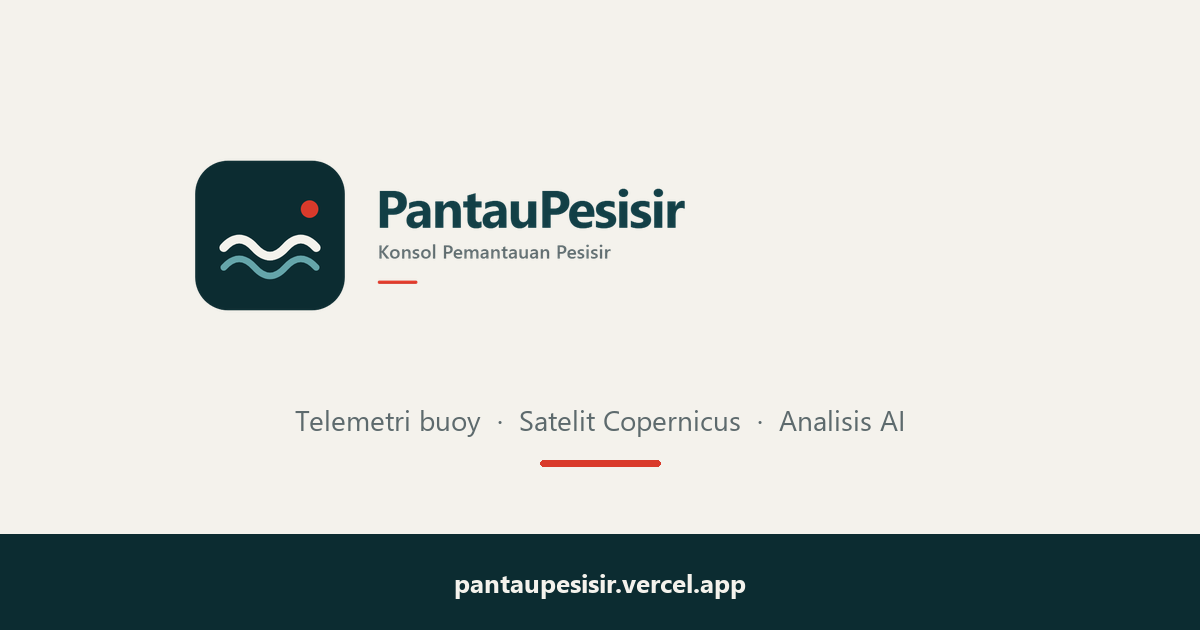 PantauPesisir
Konsol Pemantauan Pesisir
Telemetri buoy · Satelit Copernicus · Analisis AI
pantaupesisir.vercel.app